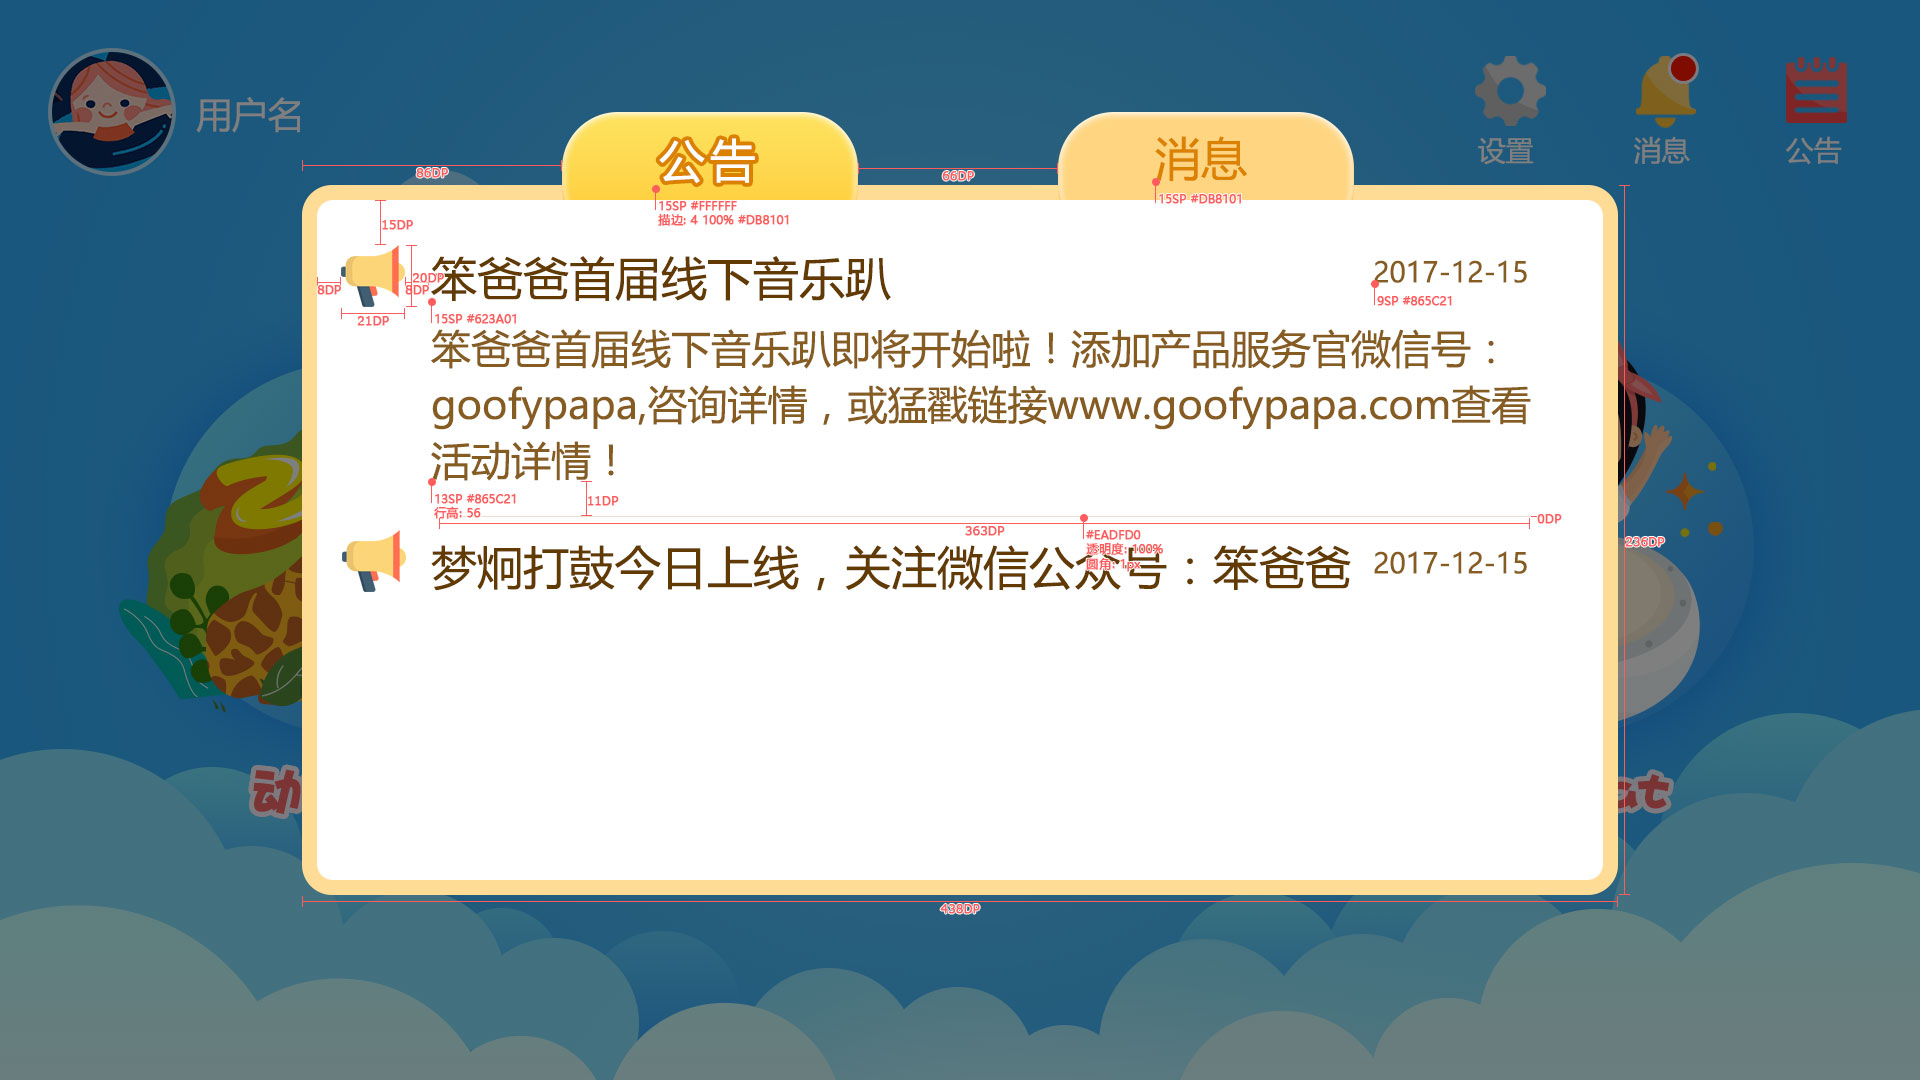 用户名
设置
消息
公告
公告
消息
86DP
66DP
15SP #FFFFFF
描边: 4 100% #DB8101
15SP #DB8101
15DP
笨爸爸首届线下音乐趴
2017-12-15
20DP
8DP
8DP
21DP
15SP #623A01
9SP #865C21
笨爸爸首届线下音乐趴即将开始啦！添加产品服务官微信号：
goofypapa,咨询详情，或猛戳链接www.goofypapa.com查看
活动详情！
13SP #865C21
行高: 56
11DP
363DP
0DP
#EADFD0
透明度: 100%
圆角: 1px
236DP
梦炯打鼓今日上线，关注微信公众号：笨爸爸
2017-12-15
动
at
438DP